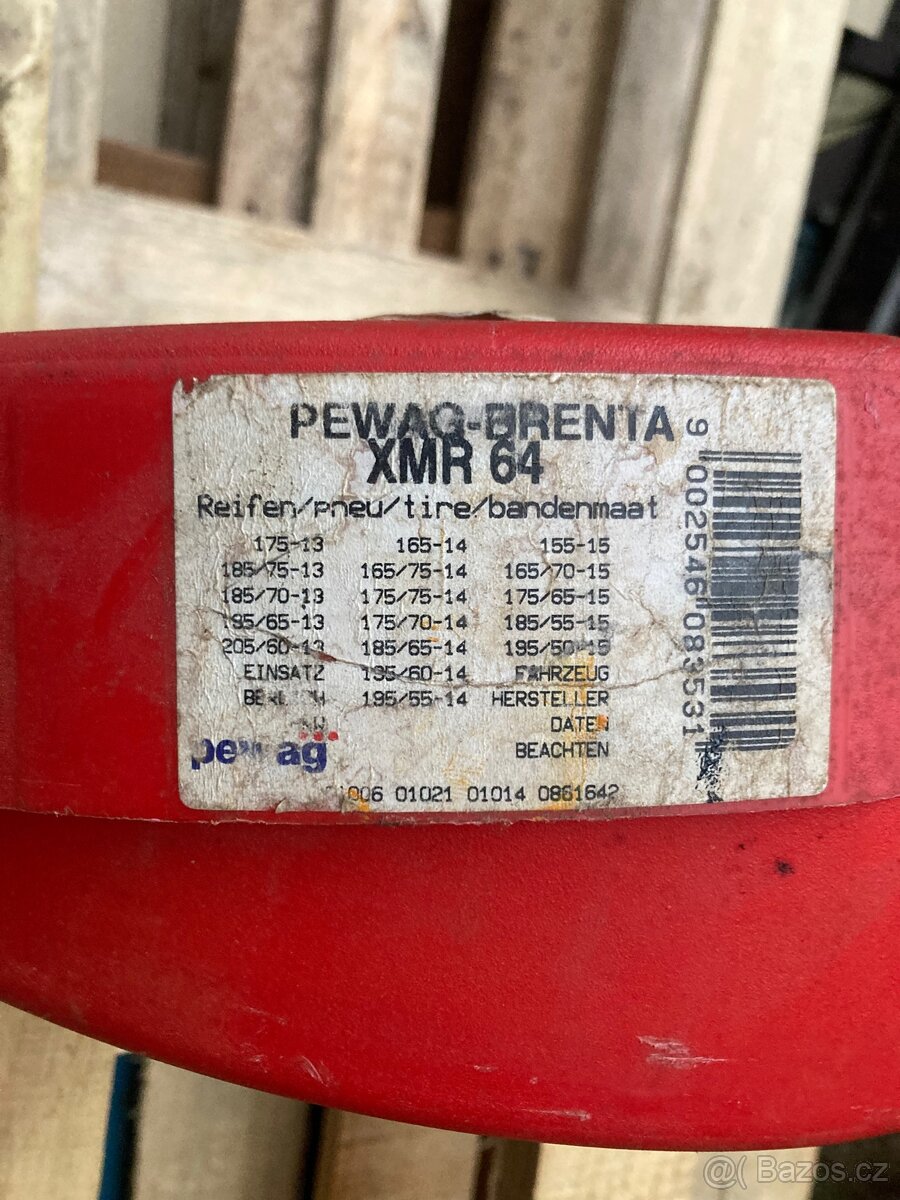 PEWAG-BRENTA
XMR 64
Reifen/pneu/tire/bandenmaat
175-13 165-14 155-15
185/75-13 165/75-14 165/70-15
185/70-13 175/75-14 175/65-15
195/65-13 175/70-14 185/55-15
205/60-13 185/65-14 195/50-15
EINSATZ 195/60-14 FAHRZEUG
195/55-14 HERSTELLER
DATEN
pewag BEACHTEN
01006 01021 01014 0861642
9 002546 083531
@( Bazos.cz